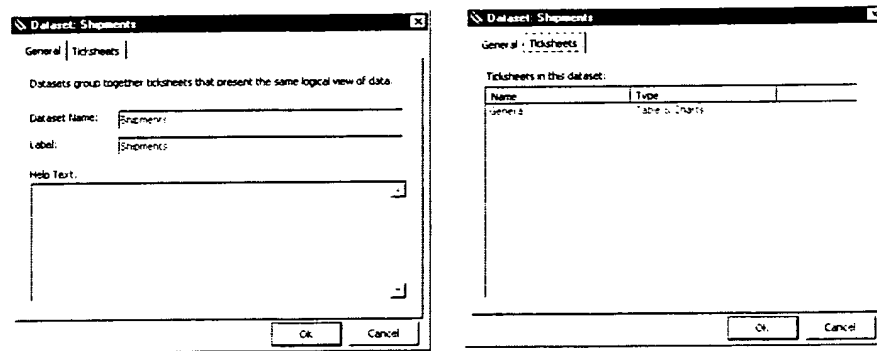 Dataset: Shipments
General Ticksheets
Datasets group together ticksheets that present the same logical view of data.
Dataset Name: Shipments
Label: Shipments
Help Text:
Ok Cancel
Dataset: Shipments
General Ticksheets
Ticksheets in this dataset:
Name Type
General Table & Charts
Ok Cancel